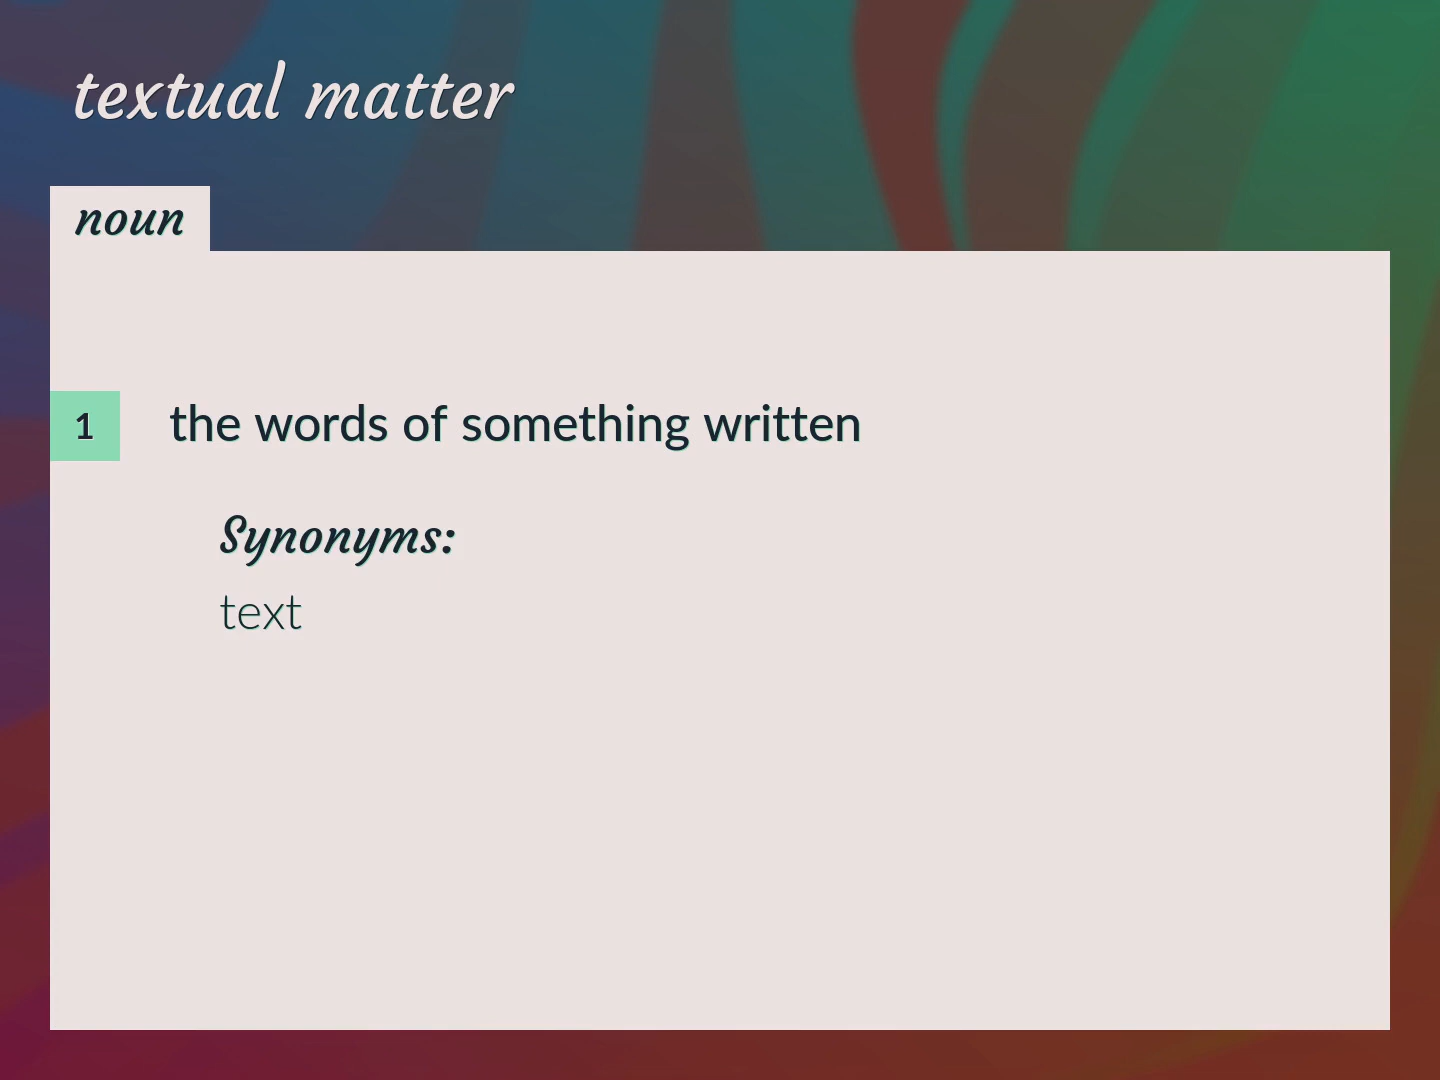 textual matter
noun
1 the words of something written
Synonyms:
text